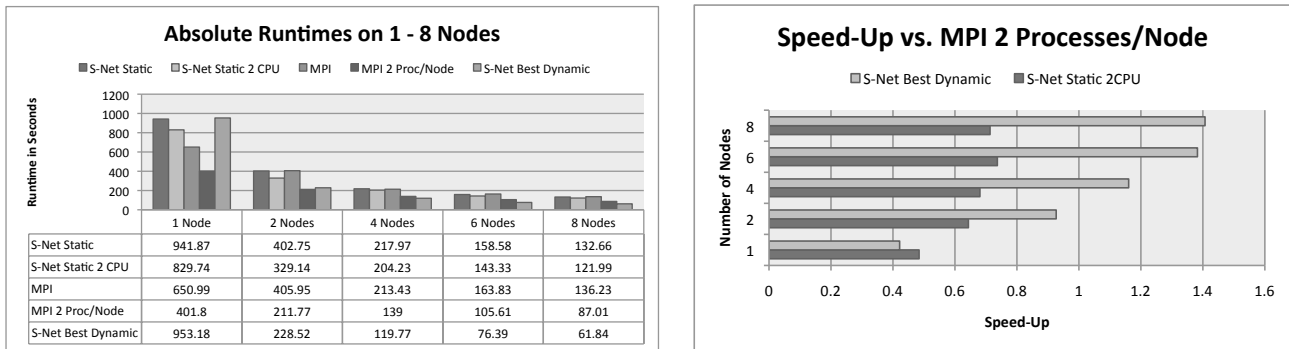 Absolute Runtimes on 1 - 8 Nodes
S-Net Static S-Net Static 2 CPU MPI MPI 2 Proc/Node S-Net Best Dynamic
Runtime in Seconds
1200
1000
800
600
400
200
0
1 Node 2 Nodes 4 Nodes 6 Nodes 8 Nodes
S-Net Static 941.87 402.75 217.97 158.58 132.66
S-Net Static 2 CPU 829.74 329.14 204.23 143.33 121.99
MPI 650.99 405.95 213.43 163.83 136.23
MPI 2 Proc/Node 401.8 211.77 139 105.61 87.01
S-Net Best Dynamic 953.18 228.52 119.77 76.39 61.84
Speed-Up vs. MPI 2 Processes/Node
S-Net Best Dynamic S-Net Static 2CPU
Number of Nodes
8
6
4
2
1
0 0.2 0.4 0.6 0.8 1 1.2 1.4 1.6
Speed-Up